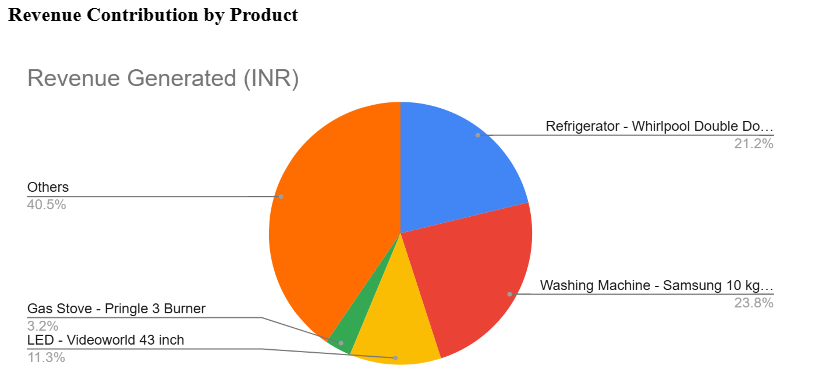 Revenue Contribution by Product
Revenue Generated (INR)
Refrigerator - Whirlpool Double Do…
21.2%
Others
40.5%
Washing Machine - Samsung 10 kg…
23.8%
Gas Stove - Pringle 3 Burner
3.2%
LED - Videoworld 43 inch
11.3%